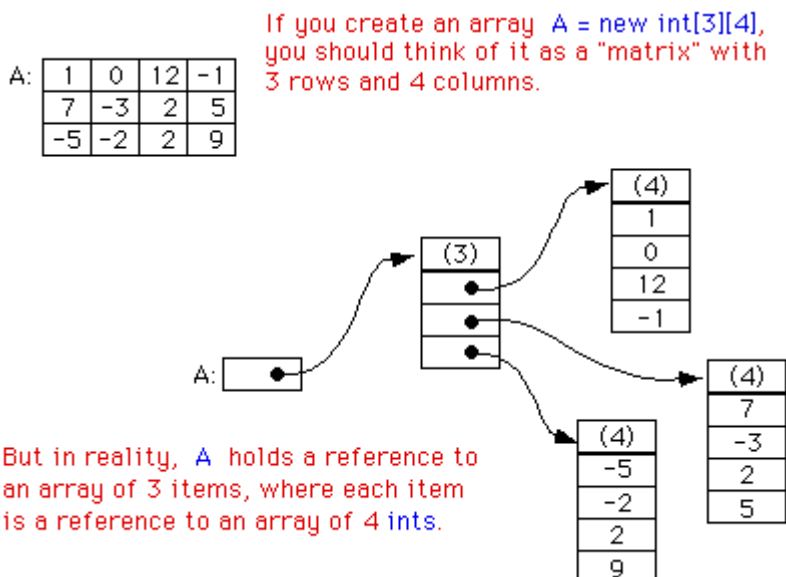 If you create an array A = new int[3][4],
you should think of it as a "matrix" with
3 rows and 4 columns.
A:
1 0 12 -1
7 -3 2 5
-5 -2 2 9
(4)
1
0
12
-1
(3)
A:
(4)
7
-3
2
5
(4)
-5
-2
2
9
But in reality, A holds a reference to
an array of 3 items, where each item
is a reference to an array of 4 ints.